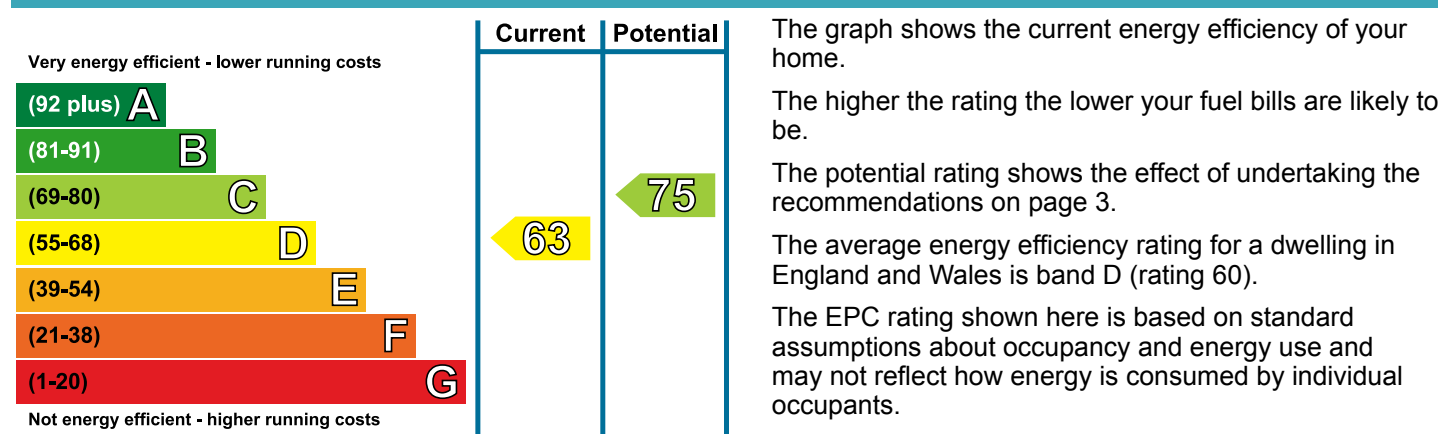 Current Potential
Very energy efficient - lower running costs
(92 plus) A
(81-91) B
(69-80) C
75
(55-68) D
63
(39-54) E
(21-38) F
(1-20) G
Not energy efficient - higher running costs
The graph shows the current energy efficiency of your
home.
The higher the rating the lower your fuel bills are likely to
be.
The potential rating shows the effect of undertaking the
recommendations on page 3.
The average energy efficiency rating for a dwelling in
England and Wales is band D (rating 60).
The EPC rating shown here is based on standard
assumptions about occupancy and energy use and
may not reflect how energy is consumed by individual
occupants.